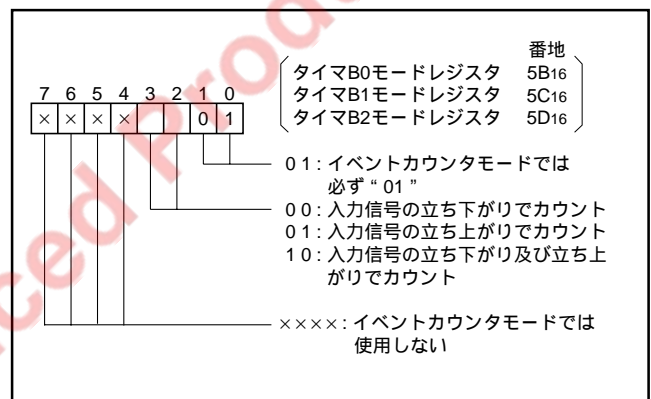 番地
タイマB0モードレジスタ 5B16
タイマB1モードレジスタ 5C16
タイマB2モードレジスタ 5D16
7 6 5 4 3 2 1 0
× × × × 0 1
01:イベントカウンタモードでは
必ず“01”
00:入力信号の立ち下がりでカウント
01:入力信号の立ち上がりでカウント
10:入力信号の立ち下がり及び立ち上
がりでカウント
××××:イベントカウンタモードでは
使用しない
ced Prod